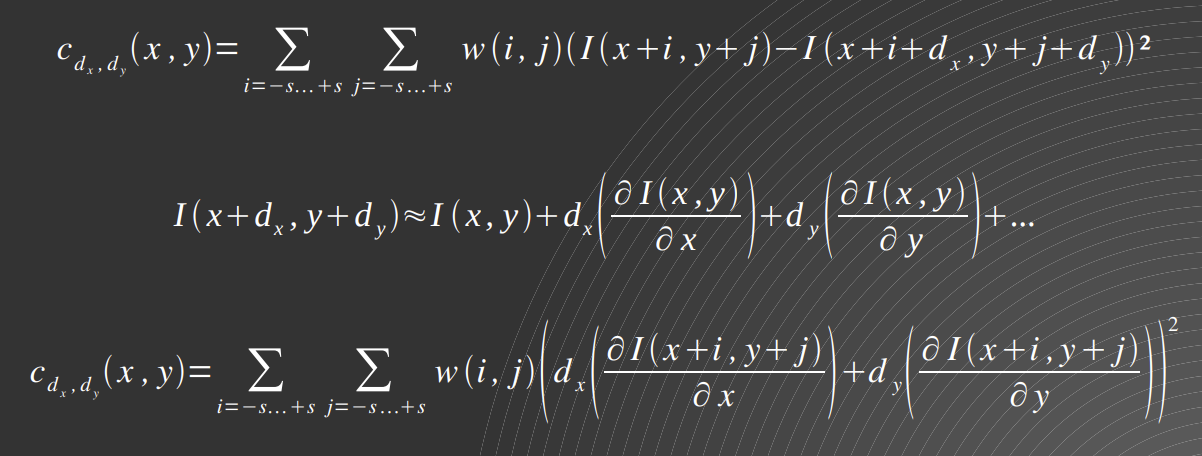 c_{d_x, d_y}(x, y)= ∑_{i=−s...+s} ∑_{j=−s...+s} w(i, j)(I(x+i, y+j)−I(x+i+d_x, y+j+d_y))²
I(x+d_x, y+d_y)≈I(x, y)+d_x(∂I(x,y)/∂x)+d_y(∂I(x,y)/∂y)+...
c_{d_x, d_y}(x, y)= ∑_{i=−s...+s} ∑_{j=−s...+s} w(i, j)(d_x(∂I(x+i, y+j)/∂x)+d_y(∂I(x+i, y+j)/∂y))²